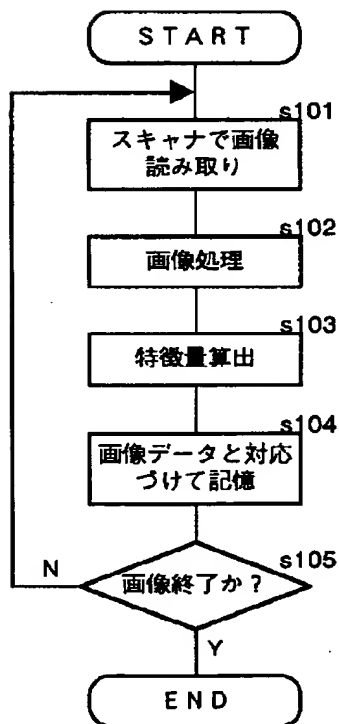 START
s101
スキャナで画像
読み取り
s102
画像処理
s103
特徴量算出
s104
画像データと対応
づけて記憶
s105
画像終了か？
N
Y
END